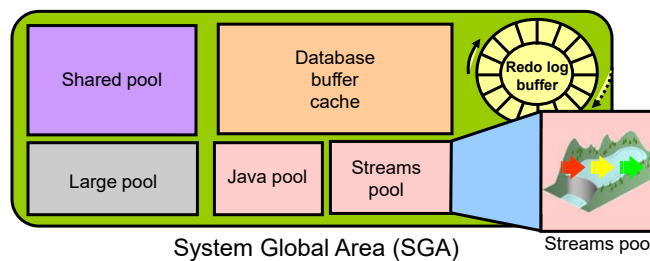 Shared pool
Database
buffer
cache
Redo log
buffer
Large pool
Java pool
Streams
pool
System Global Area (SGA)
Streams poo